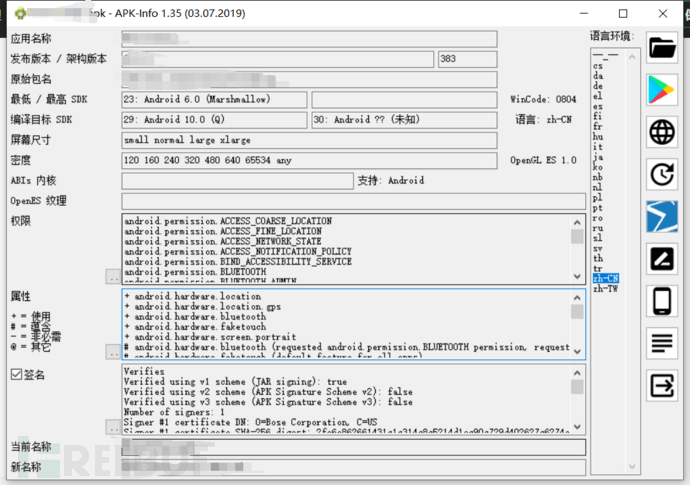 pk - APK-Info 1.35 (03.07.2019)
应用名称
语言环境:
发布版本 / 架构版本
383
原始包名
最低 / 最高 SDK
23: Android 6.0 (Marshmallow)
WinCode: 0804
编译目标 SDK
29: Android 10.0 (Q)
30: Android ?? (未知)
语言: zh-CN
屏幕尺寸
small normal large xlarge
密度
120 160 240 320 480 640 65534 any
OpenGL ES 1.0
ABIs 内核
支持: Android
OpenES 纹理
权限
android.permission.ACCESS_COARSE_LOCATION
android.permission.ACCESS_FINE_LOCATION
android.permission.ACCESS_NETWORK_STATE
android.permission.ACCESS_NOTIFICATION_POLICY
android.permission.BIND_ACCESSIBILITY_SERVICE
android.permission.BLUETOOTH
android.permission.BLUETOOTH_ADMIN
..
属性
+ = 使用
# = 蕴含
- = 非必需
@ = 其它
+ android.hardware.location
+ android.hardware.location.gps
+ android.hardware.bluetooth
+ android.hardware.faketouch
+ android.hardware.screen.portrait
# android.hardware.bluetooth (requested android.permission.BLUETOOTH permission, request
# android.hardware.faketouch (default feature for all apps)
..
签名
Verifies
Verified using v1 scheme (JAR signing): true
Verified using v2 scheme (APK Signature Scheme v2): false
Verified using v3 scheme (APK Signature Scheme v3): false
Number of signers: 1
Signer #1 certificate DN: O=Bose Corporation, C=US
Signer #1 certificate SHA-256 digest:
..
当前名称
新名称
__-__
cs
da
de
el
es
fi
fr
hu
it
ja
ko
nb
nl
pl
pt
ro
ru
sl
sv
th
tr
zh-CN
zh-TW
REEBUF